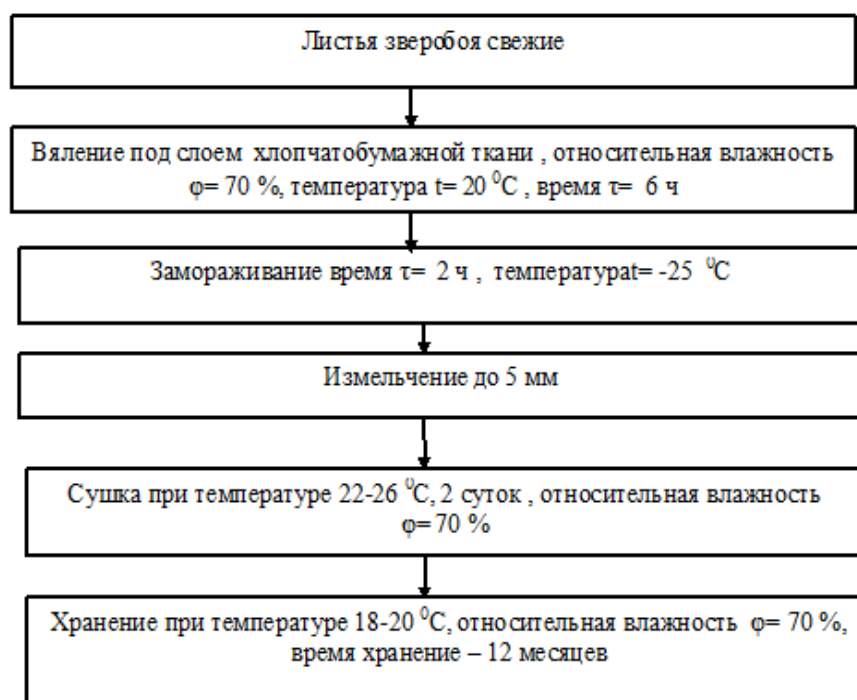 Листья зверобоя свежие
Вяление под слоем хлопчатобумажной ткани , относительная влажность
φ= 70 %, температура t= 20 ⁰С , время τ= 6 ч
Замораживание время τ= 2 ч , температураt= -25 ⁰С
Измельчение до 5 мм
Сушка при температуре 22-26 ⁰С, 2 суток , относительная влажность
φ= 70 %
Хранение при температуре 18-20 ⁰С, относительная влажность φ= 70 %,
время хранение – 12 месяцев